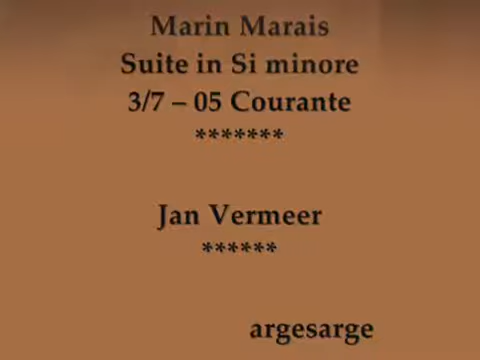 Marin Marais
Suite in Si minore
3/7 – 05 Courante
*******
Jan Vermeer
******
argesarge